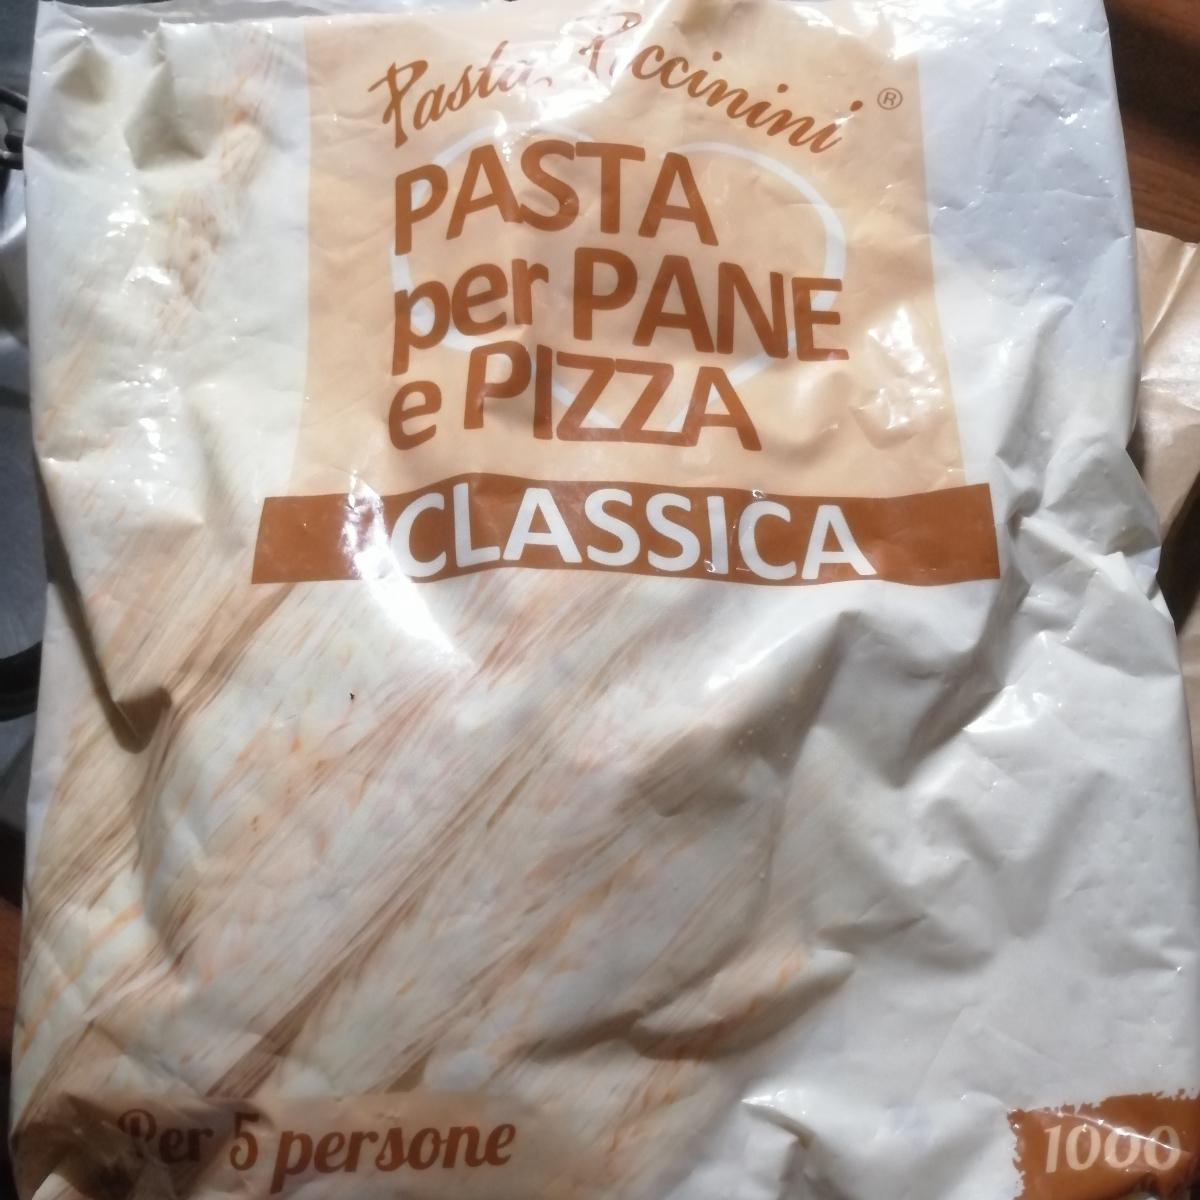 Pasta Piccinini ®
PASTA
per PANE
e PIZZA
CLASSICA
Per 5 persone
1000